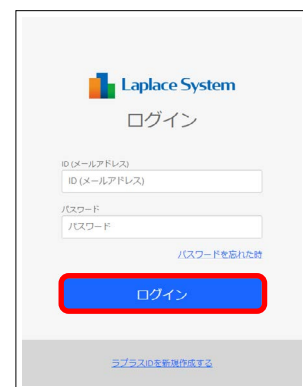 Laplace System
ログイン
ID (メールアドレス)
ID (メールアドレス)
パスワード
パスワード
パスワードを忘れた時
ログイン
ラプラスIDを新規作成する